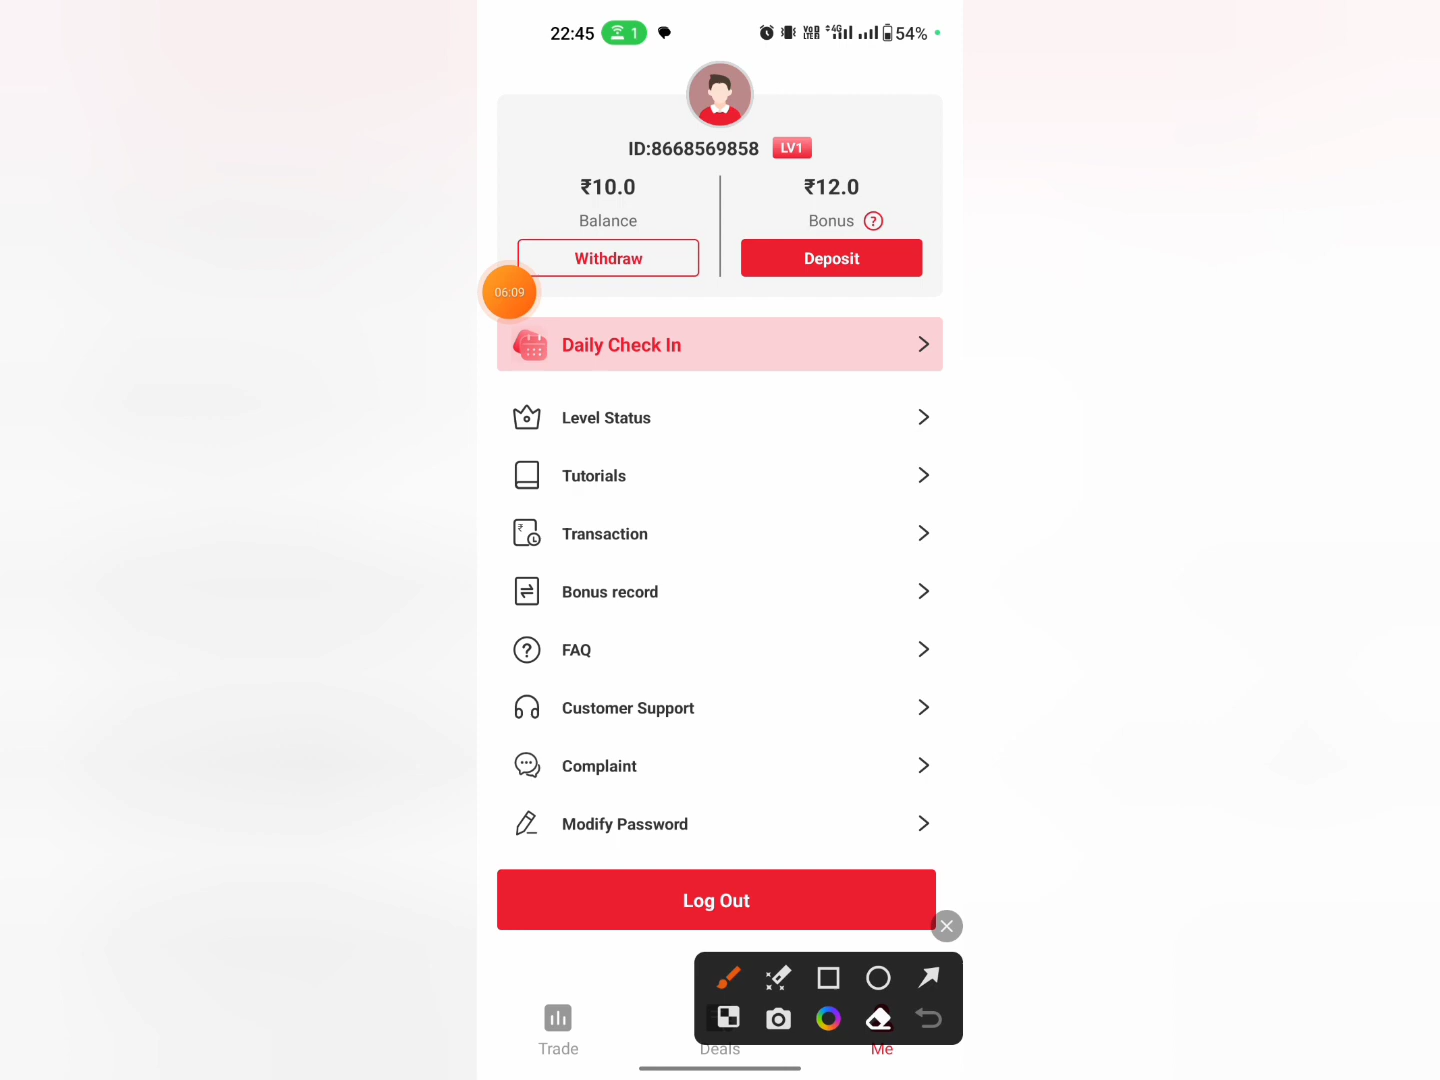 22:45 1 54%
ID:8668569858 LV1
₹10.0 ₹12.0
Balance Bonus ?
Withdraw Deposit
06:09
Daily Check In
Level Status
Tutorials
Transaction
Bonus record
FAQ
Customer Support
Complaint
Modify Password
Log Out
Trade Deals Me